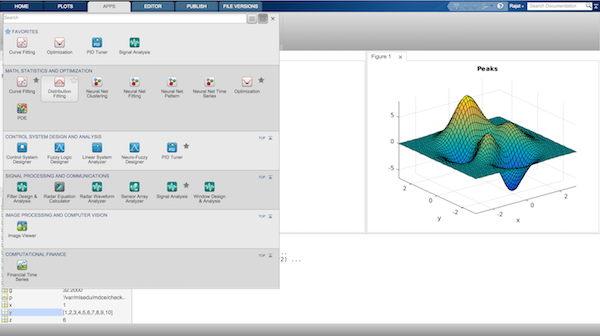 HOME PLOTS APPS EDITOR PUBLISH FILE VERSIONS Rajat Search Documentation
Search
FAVORITES
Curve Fitting Optimization PID Tuner Signal Analysis
MATH, STATISTICS AND OPTIMIZATION
Curve Fitting Distribution Fitting Neural Net Clustering Neural Net Fitting Neural Net Pattern Neural Net Time Series Optimization
PDE
CONTROL SYSTEM DESIGN AND ANALYSIS TOP
Control System Designer Fuzzy Logic Designer Linear System Analyzer Neuro-Fuzzy Designer PID Tuner
SIGNAL PROCESSING AND COMMUNICATIONS TOP
Filter Design & Analysis Radar Equation Calculator Radar Waveform Analyzer Sensor Array Analyzer Signal Analysis Window Design & Analysis
IMAGE PROCESSING AND COMPUTER VISION TOP
Image Viewer
COMPUTATIONAL FINANCE TOP
Financial Time Series
g 32.2000
p '/var/mlsedu/mdcs/check..
x 1
y [1,2,3,4,5,6,7,8,9,10]
z 6
..
2) ...
Figure 1
Peaks
5
0
-5
2
0
-2
y
-2
0
2
x